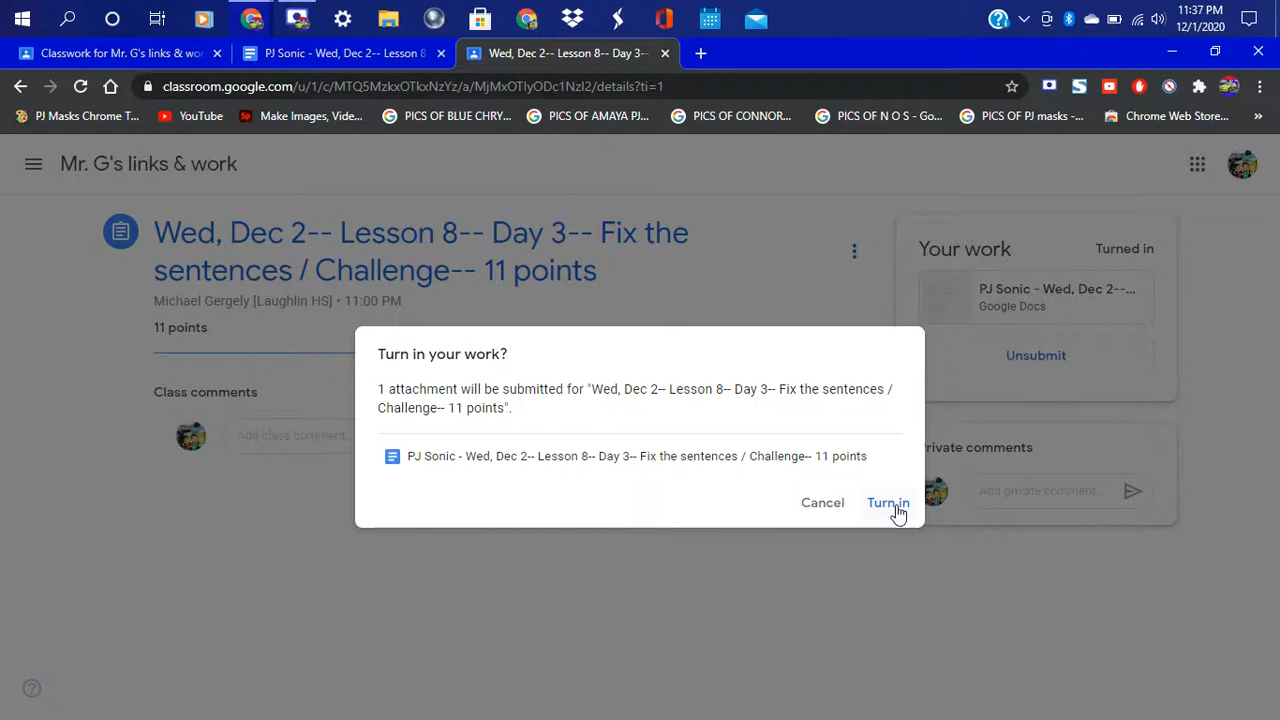 11:37 PM
12/1/2020
Classwork for Mr. G's links & wo
PJ Sonic - Wed, Dec 2-- Lesson 8
Wed, Dec 2-- Lesson 8-- Day 3--
classroom.google.com/u/1/c/MTQ5MzkxOTkxNzYz/a/MjMxOTIyODc1NzI2/details?ti=1
PJ Masks Chrome T...
YouTube
Make Images, Vide...
PICS OF BLUE CHRY...
PICS OF AMAYA PJ...
PICS OF CONNOR...
PICS OF N O S - Go...
PICS OF PJ masks -...
Chrome Web Store...
Mr. G's links & work
Wed, Dec 2-- Lesson 8-- Day 3-- Fix the
sentences / Challenge-- 11 points
Michael Gergely [Laughlin HS] • 11:00 PM
11 points
Class comments
Add class comment...
Your work
Turned in
PJ Sonic - Wed, Dec 2--...
Google Docs
Unsubmit
Private comments
Add private comment...
Turn in your work?
1 attachment will be submitted for "Wed, Dec 2-- Lesson 8-- Day 3-- Fix the sentences /
Challenge-- 11 points".
PJ Sonic - Wed, Dec 2-- Lesson 8-- Day 3-- Fix the sentences / Challenge-- 11 points
Cancel
Turn in